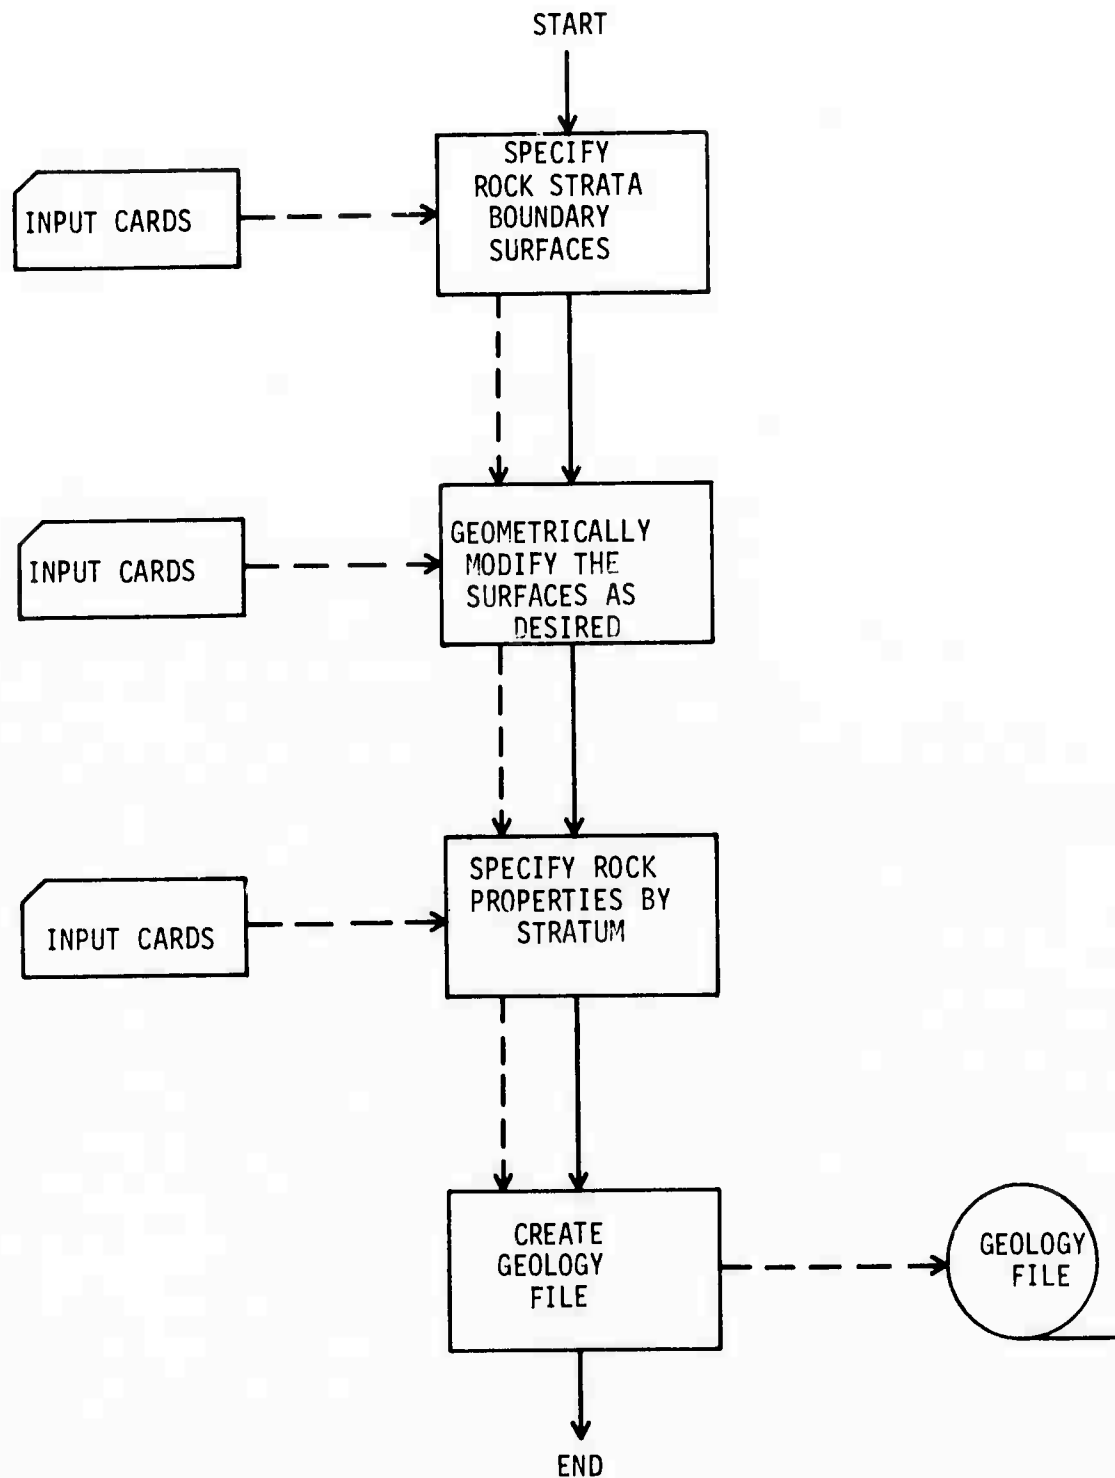 START
SPECIFY
ROCK STRATA
BOUNDARY
SURFACES
INPUT CARDS
GEOMETRICALLY
MODIFY THE
SURFACES AS
DESIRED
INPUT CARDS
SPECIFY ROCK
PROPERTIES BY
STRATUM
INPUT CARDS
CREATE
GEOLOGY
FILE
GEOLOGY
FILE
END